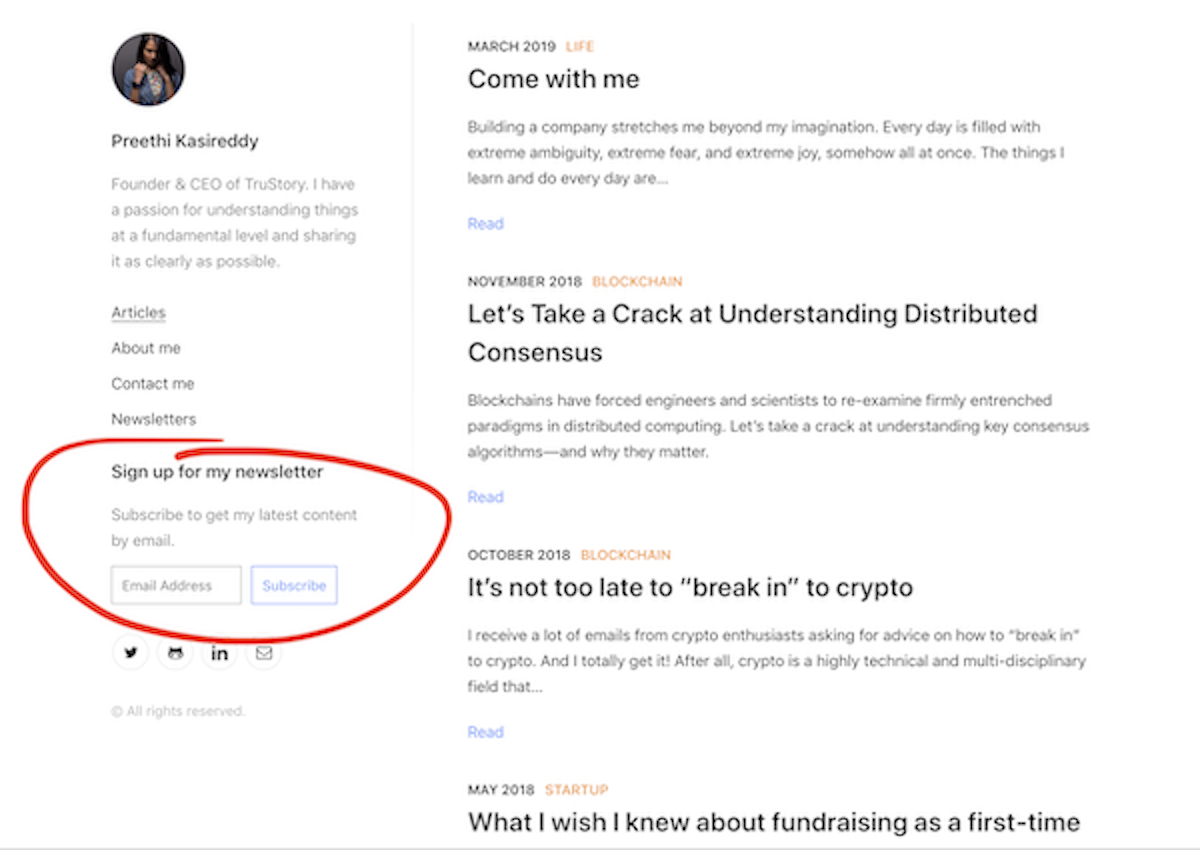 Preethi Kasireddy
Founder & CEO of TruStory. I have
a passion for understanding things
at a fundamental level and sharing
it as clearly as possible.
Articles
About me
Contact me
Newsletters
Sign up for my newsletter
Subscribe to get my latest content
by email.
Email Address
Subscribe
in
© All rights reserved.
MARCH 2019 LIFE
Come with me
Building a company stretches me beyond my imagination. Every day is filled with
extreme ambiguity, extreme fear, and extreme joy, somehow all at once. The things I
learn and do every day are...
Read
NOVEMBER 2018 BLOCKCHAIN
Let’s Take a Crack at Understanding Distributed
Consensus
Blockchains have forced engineers and scientists to re-examine firmly entrenched
paradigms in distributed computing. Let’s take a crack at understanding key consensus
algorithms—and why they matter.
Read
OCTOBER 2018 BLOCKCHAIN
It’s not too late to “break in” to crypto
I receive a lot of emails from crypto enthusiasts asking for advice on how to “break in”
to crypto. And I totally get it! After all, crypto is a highly technical and multi-disciplinary
field that...
Read
MAY 2018 STARTUP
What I wish I knew about fundraising as a first-time